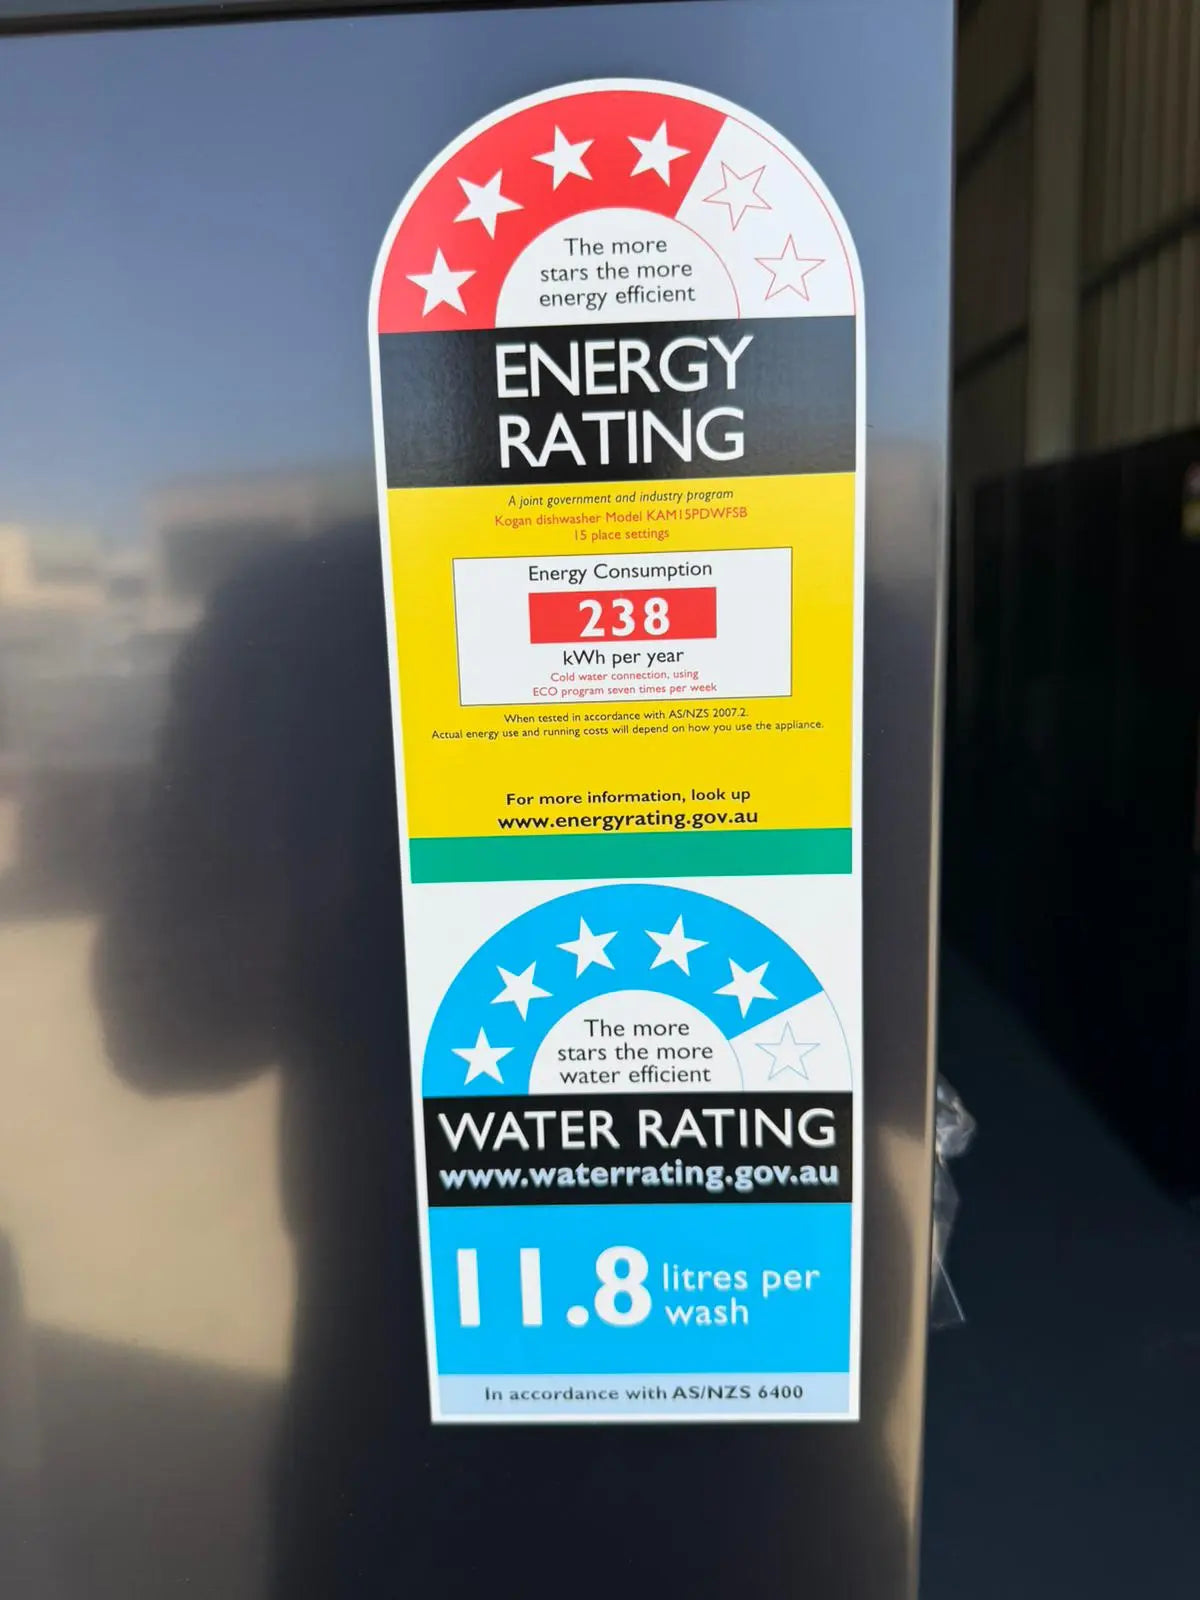 The more
stars the more
energy efficient
ENERGY
RATING
A joint government and industry program
Kogan dishwasher Model KAM15PDWFSB
15 place settings
Energy Consumption
238
kWh per year
Cold water connection, using
ECO program seven times per week
When tested in accordance with AS/NZS 2007.2.
Actual energy use and running costs will depend on how you use the appliance.
For more information, look up
www.energyrating.gov.au
The more
stars the more
water efficient
WATER RATING
www.waterrating.gov.au
11.8 litres per
wash
In accordance with AS/NZS 6400